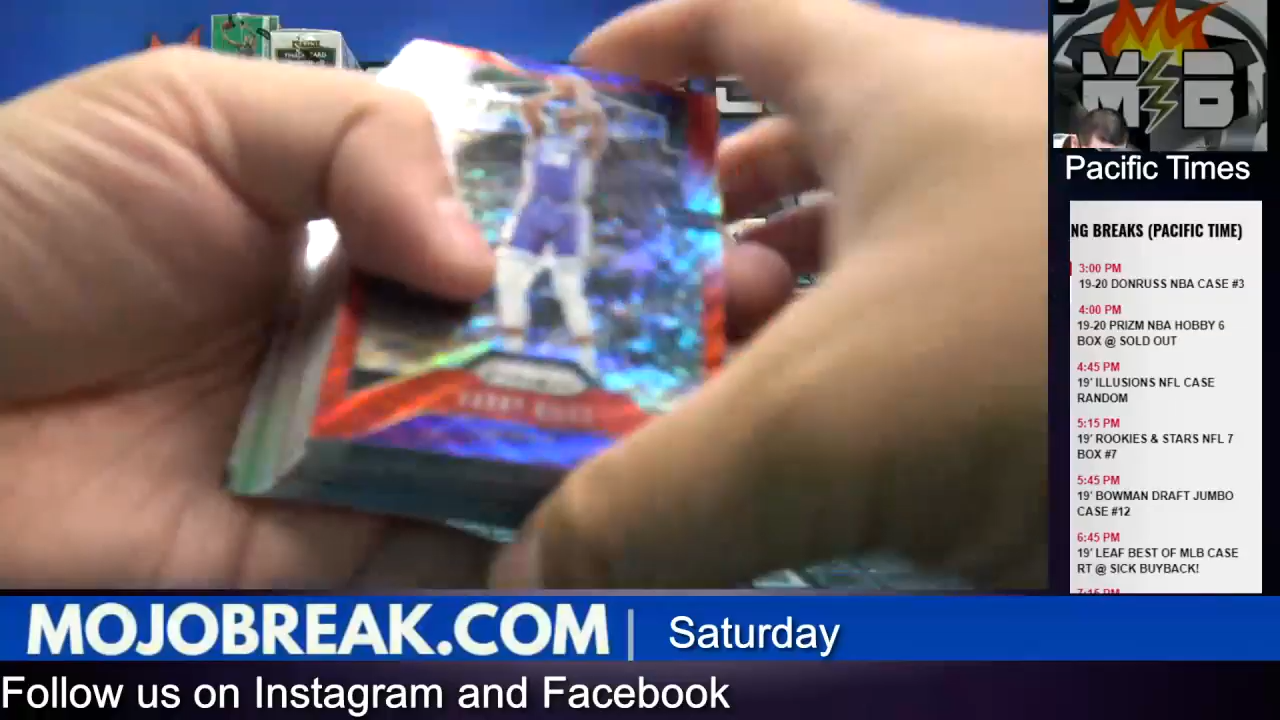 M B
Pacific Times
NG BREAKS (PACIFIC TIME)
3:00 PM
19-20 DONRUSS NBA CASE #3
4:00 PM
19-20 PRIZM NBA HOBBY 6
BOX @ SOLD OUT
4:45 PM
19' ILLUSIONS NFL CASE
RANDOM
5:15 PM
19' ROOKIES & STARS NFL 7
BOX #7
5:45 PM
19' BOWMAN DRAFT JUMBO
CASE #12
6:45 PM
19' LEAF BEST OF MLB CASE
RT @ SICK BUYBACK!
MOJOBREAK.COM | Saturday
Follow us on Instagram and Facebook